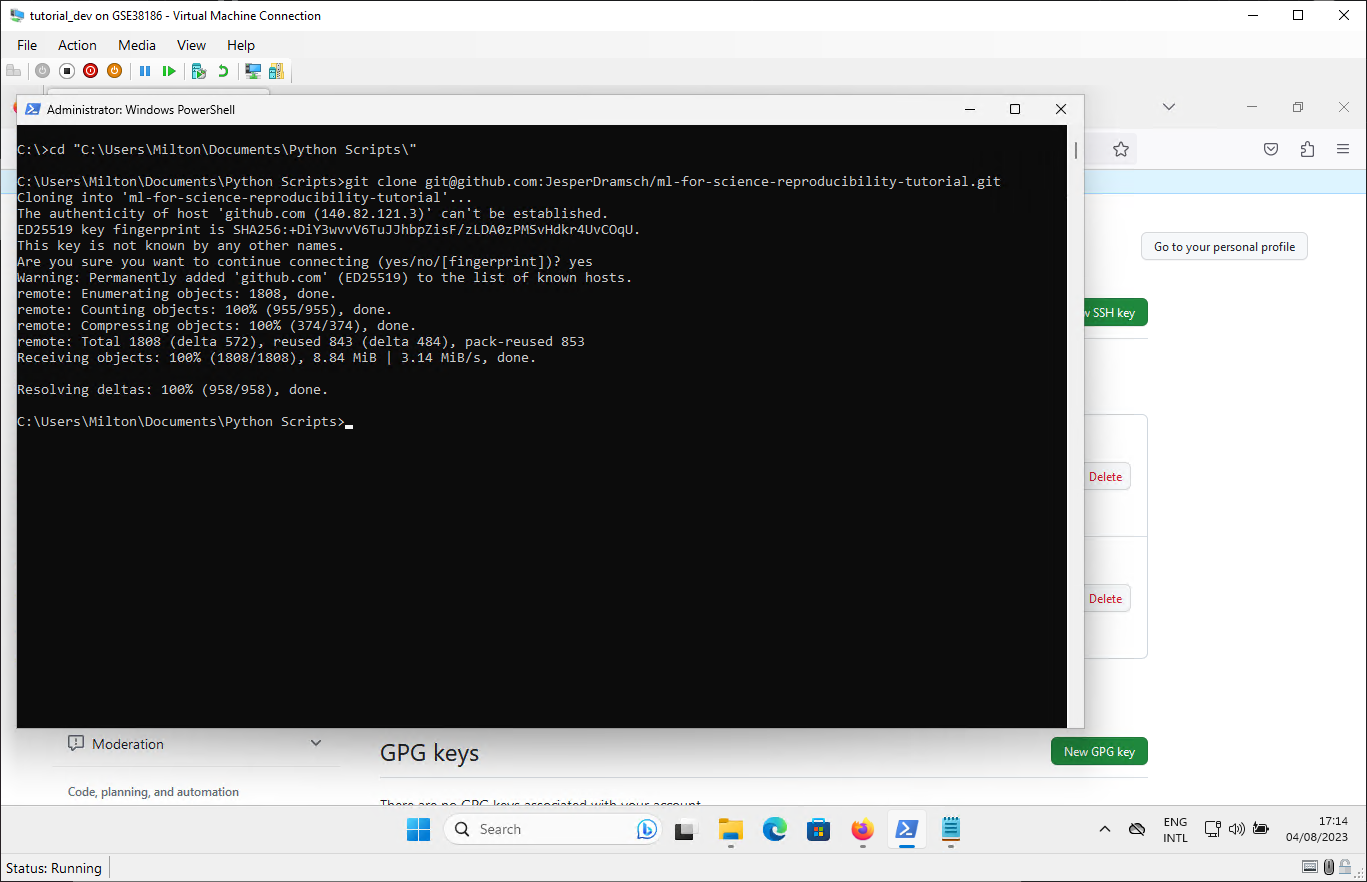 tutorial_dev on GSE38186 - Virtual Machine Connection
File Action Media View Help
Administrator: Windows PowerShell
C:\>cd "C:\Users\Milton\Documents\Python Scripts\"
C:\Users\Milton\Documents\Python Scripts>git clone git@github.com:JesperDramsch/ml-for-science-reproducibility-tutorial.git
Cloning into 'ml-for-science-reproducibility-tutorial'...
The authenticity of host 'github.com (140.82.121.3)' can't be established.
ED25519 key fingerprint is SHA256:+DiY3wvvV6TuJJhbpZisF/zLDA0zPMSvHdkr4UvCOqU.
This key is not known by any other names.
Are you sure you want to continue connecting (yes/no/[fingerprint])? yes
Warning: Permanently added 'github.com' (ED25519) to the list of known hosts.
remote: Enumerating objects: 1808, done.
remote: Counting objects: 100% (955/955), done.
remote: Compressing objects: 100% (374/374), done.
remote: Total 1808 (delta 572), reused 843 (delta 484), pack-reused 853
Receiving objects: 100% (1808/1808), 8.84 MiB | 3.14 MiB/s, done.
Resolving deltas: 100% (958/958), done.
C:\Users\Milton\Documents\Python Scripts>
Go to your personal profile
SSH key
Delete
Delete
Moderation
GPG keys
New GPG key
Code, planning, and automation
There are no GPG keys associated with your account
Search
ENG
INTL
17:14
04/08/2023
Status: Running